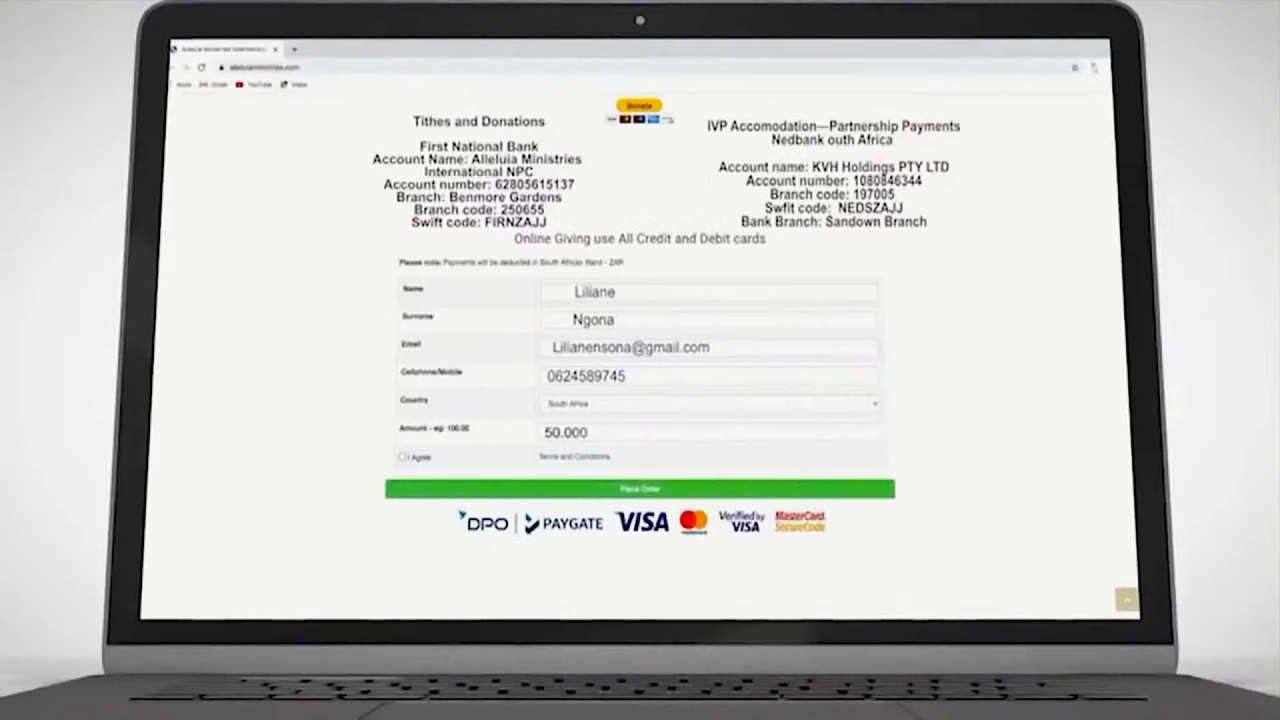 alleluiaministries.com
YouTube
Maps
Donate
Tithes and Donations
First National Bank
Account Name: Alleluia Ministries
International NPC
Account number: 62805615137
Branch: Benmore Gardens
Branch code: 250655
Swift code: FIRNZAJJ
IVP Accomodation—Partnership Payments
Nedbank outh Africa
Account name: KVH Holdings PTY LTD
Account number: 1080846344
Branch code: 197005
Swfit code: NEDSZAJJ
Bank Branch: Sandown Branch
Online Giving use All Credit and Debit cards
Please note: Payments will be deducted in South African Rand - ZAR
Name Liliane
Surname Ngona
Email Lilianensona@gmail.com
Cellphone/Mobile 0624589745
Country South Africa
Amount - eg: 100.00 50.000
I Agree Terms and Conditions
Place Order
DPO PAYGATE VISA Verified by VISA MasterCard SecureCode